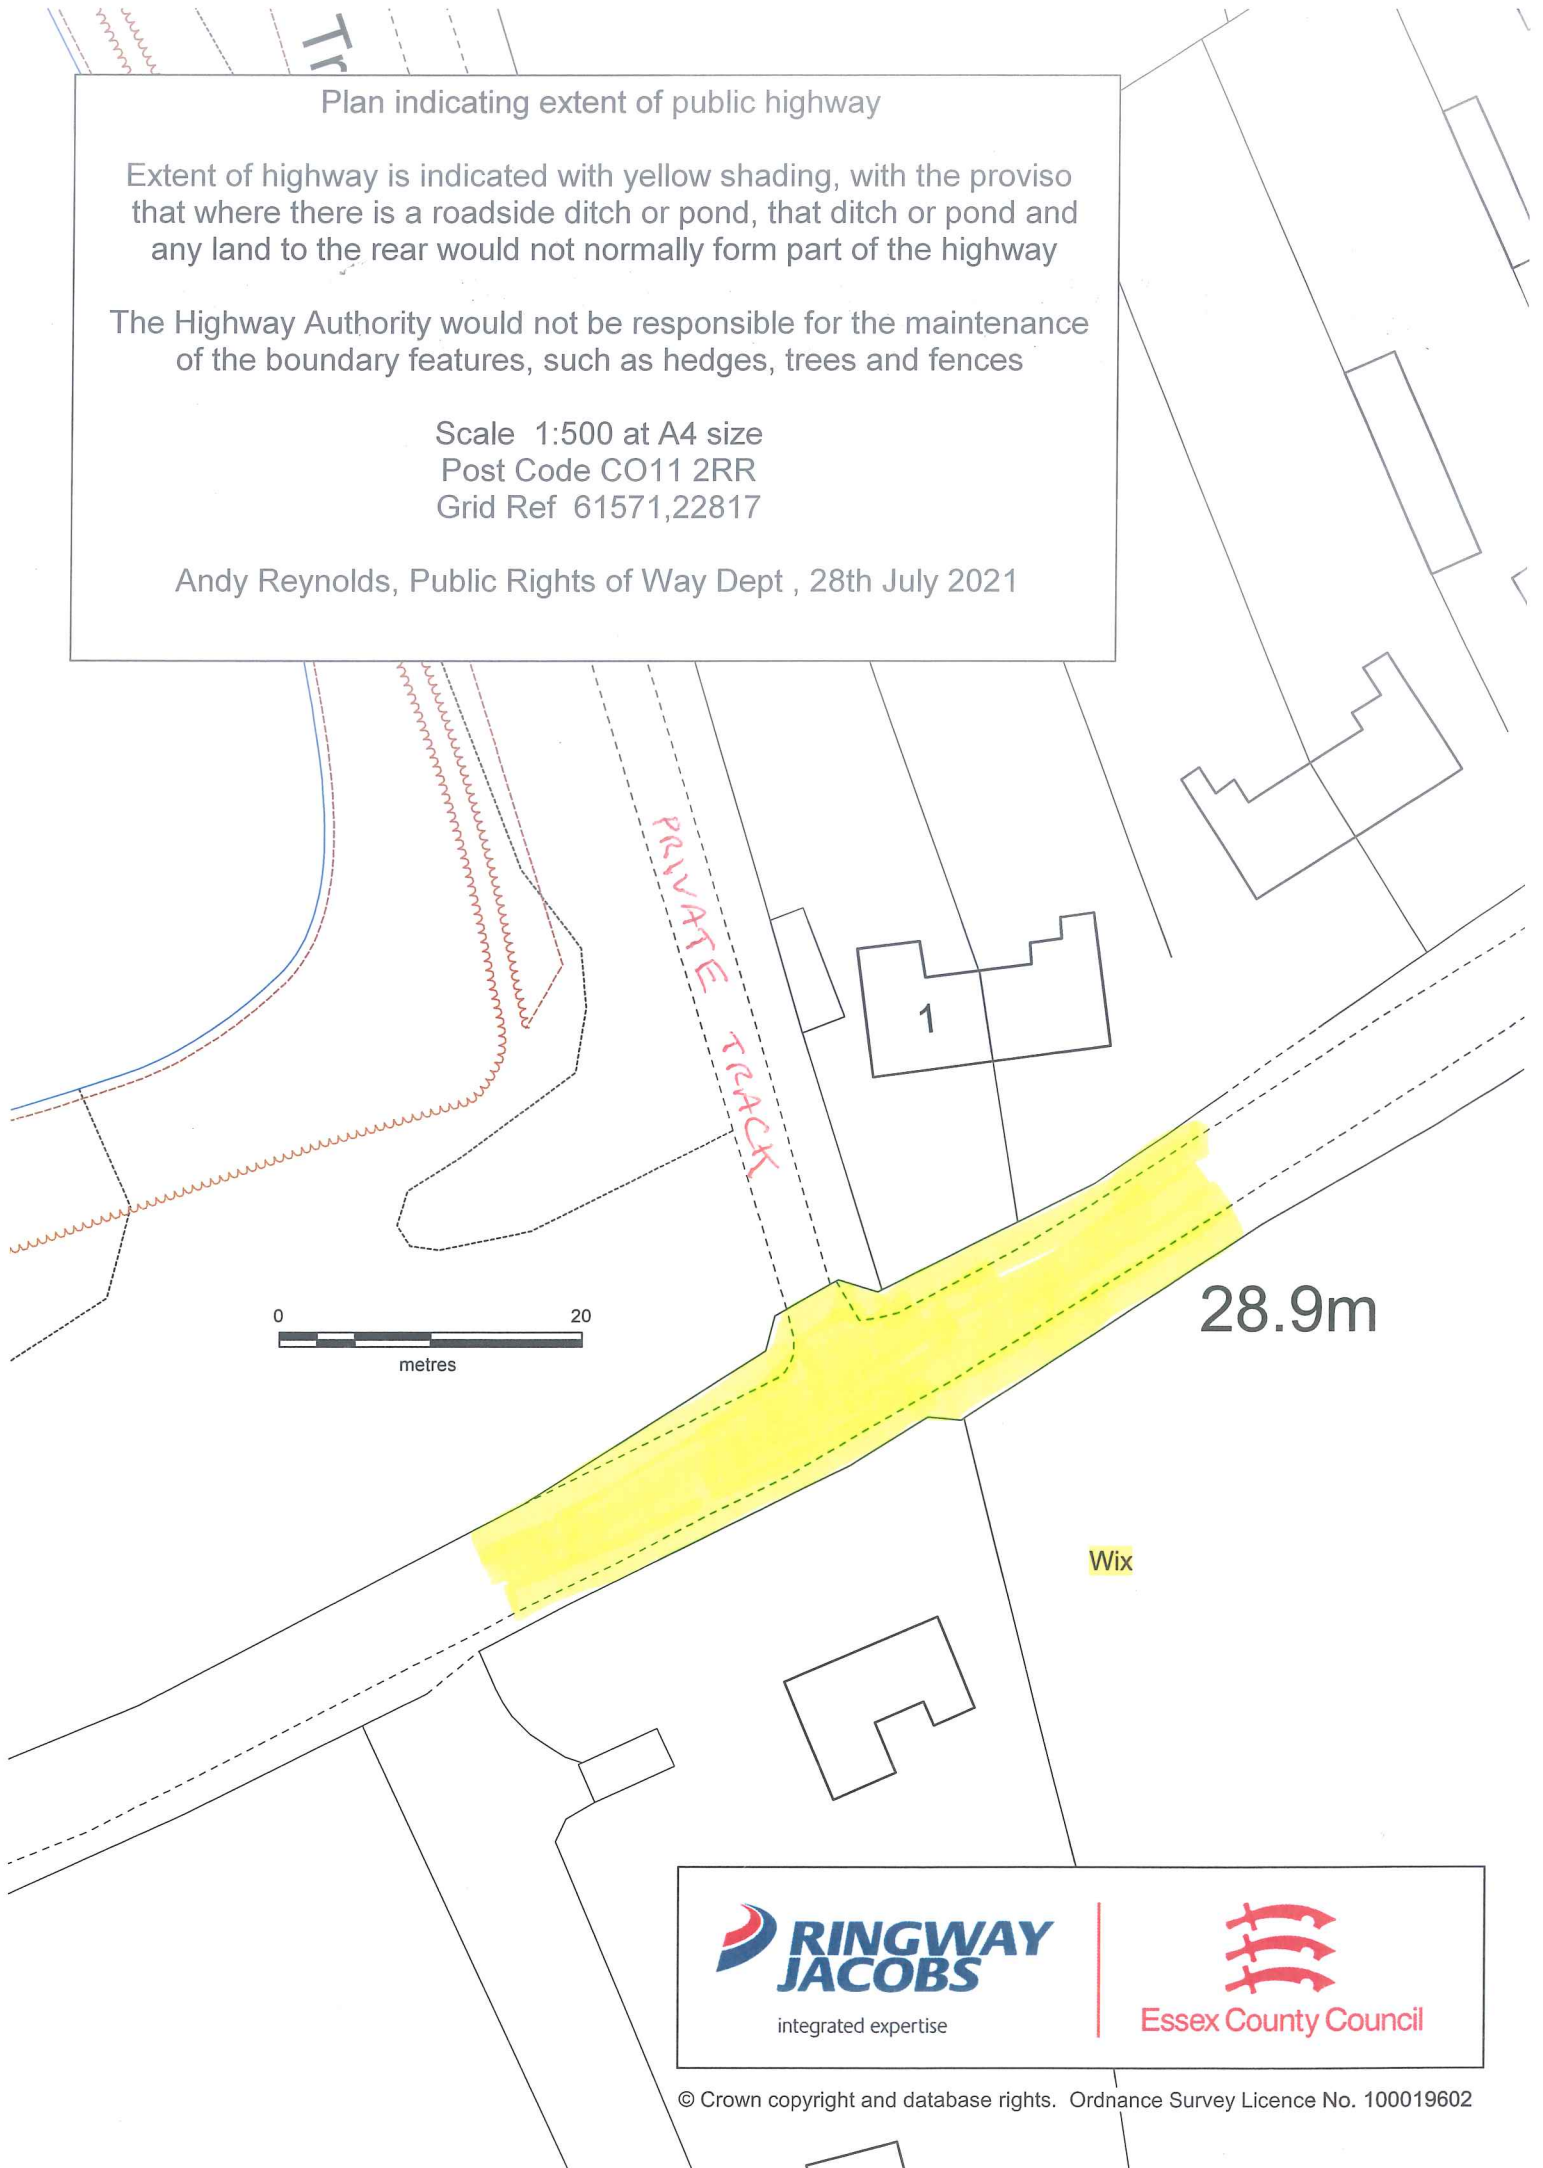 Tr
Plan indicating extent of public highway
Extent of highway is indicated with yellow shading, with the proviso
that where there is a roadside ditch or pond, that ditch or pond and
any land to the rear would not normally form part of the highway
The Highway Authority would not be responsible for the maintenance
of the boundary features, such as hedges, trees and fences
Scale 1:500 at A4 size
Post Code CO11 2RR
Grid Ref 61571,22817
Andy Reynolds, Public Rights of Way Dept , 28th July 2021
PRIVATE TRACK
1
28.9m
0 20
metres
Wix
RINGWAY
JACOBS
integrated expertise
Essex County Council
© Crown copyright and database rights. Ordnance Survey Licence No. 100019602